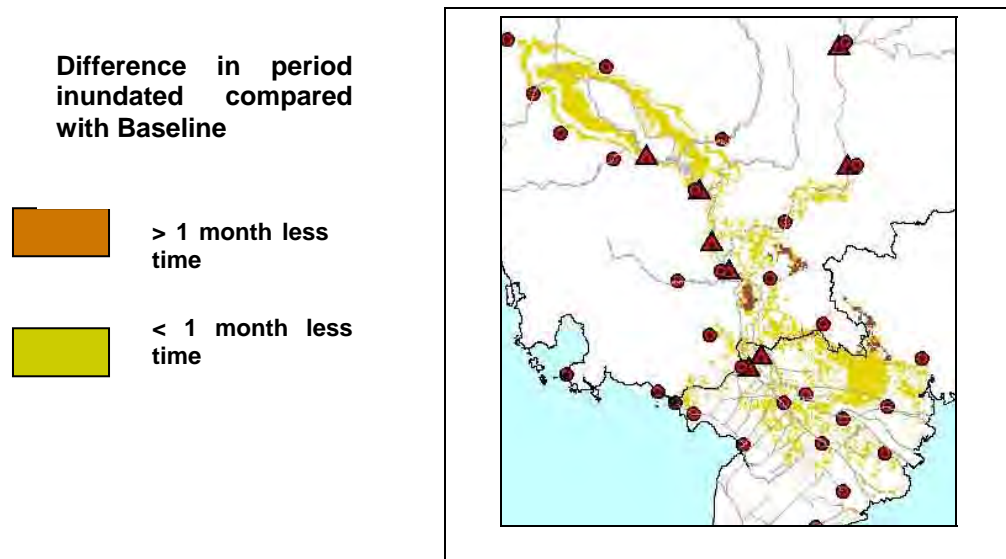 Difference in period
inundated compared
with Baseline
> 1 month less
time
< 1 month less
time